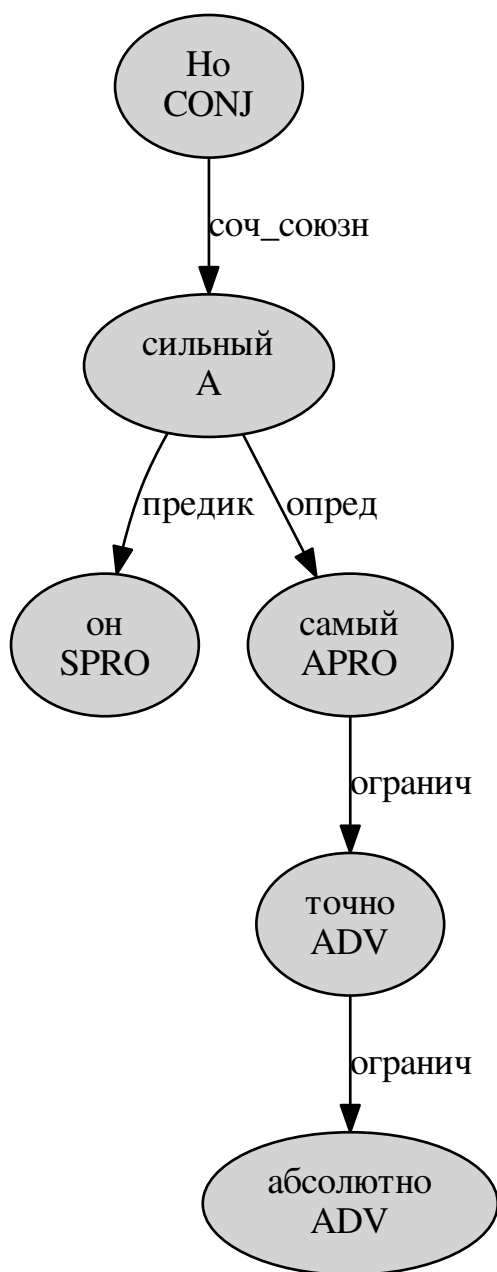 Но
CONJ
соч_союзн
сильный
A
предик
опред
он
SPRO
самый
APRO
огранич
точно
ADV
огранич
абсолютно
ADV